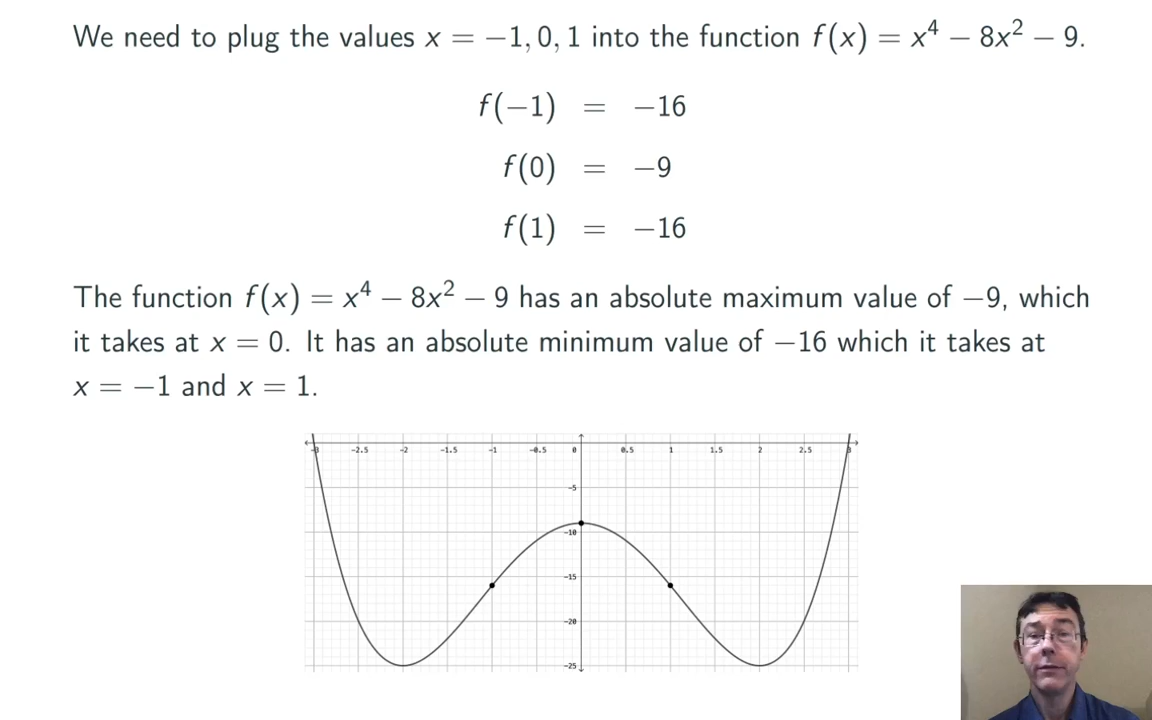 We need to plug the values x = −1, 0, 1 into the function f(x) = x⁴ − 8x² − 9.
f(−1) = −16
f(0) = −9
f(1) = −16
The function f(x) = x⁴ − 8x² − 9 has an absolute maximum value of −9, which
it takes at x = 0. It has an absolute minimum value of −16 which it takes at
x = −1 and x = 1.
-3 -2.5 -2 -1.5 -1 -0.5 0 0.5 1 1.5 2 2.5 3
-5
-10
-15
-20
-25